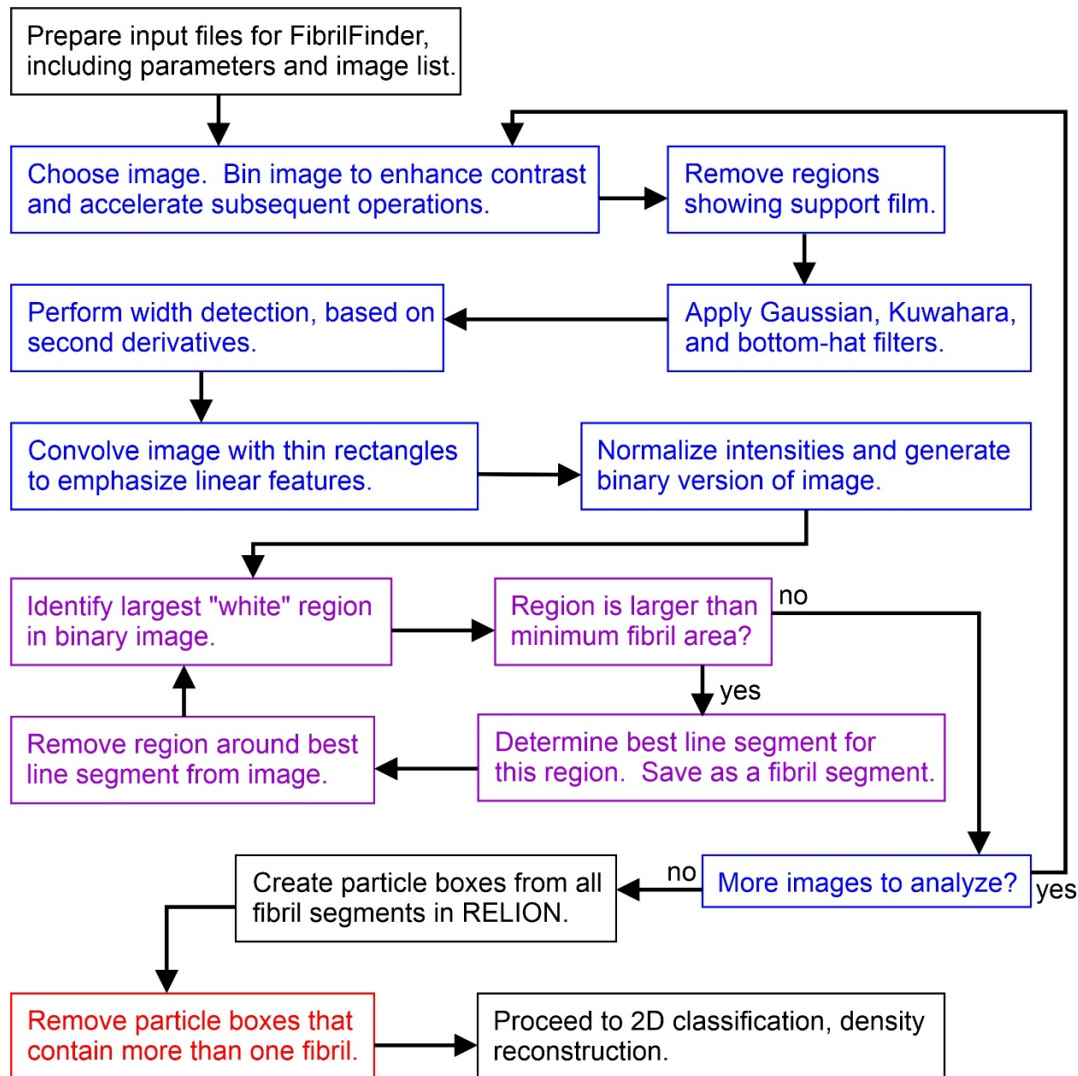 Prepare input files for FibrilFinder,
including parameters and image list.
Choose image.  Bin image to enhance contrast
and accelerate subsequent operations.
Remove regions
showing support film.
Perform width detection, based on
second derivatives.
Apply Gaussian, Kuwahara,
and bottom-hat filters.
Convolve image with thin rectangles
to emphasize linear features.
Normalize intensities and generate
binary version of image.
Identify largest "white" region
in binary image.
Region is larger than
minimum fibril area?
no
yes
Remove region around best
line segment from image.
Determine best line segment for
this region.  Save as a fibril segment.
Create particle boxes from all
fibril segments in RELION.
no
More images to analyze?
yes
Remove particle boxes that
contain more than one fibril.
Proceed to 2D classification, density
reconstruction.